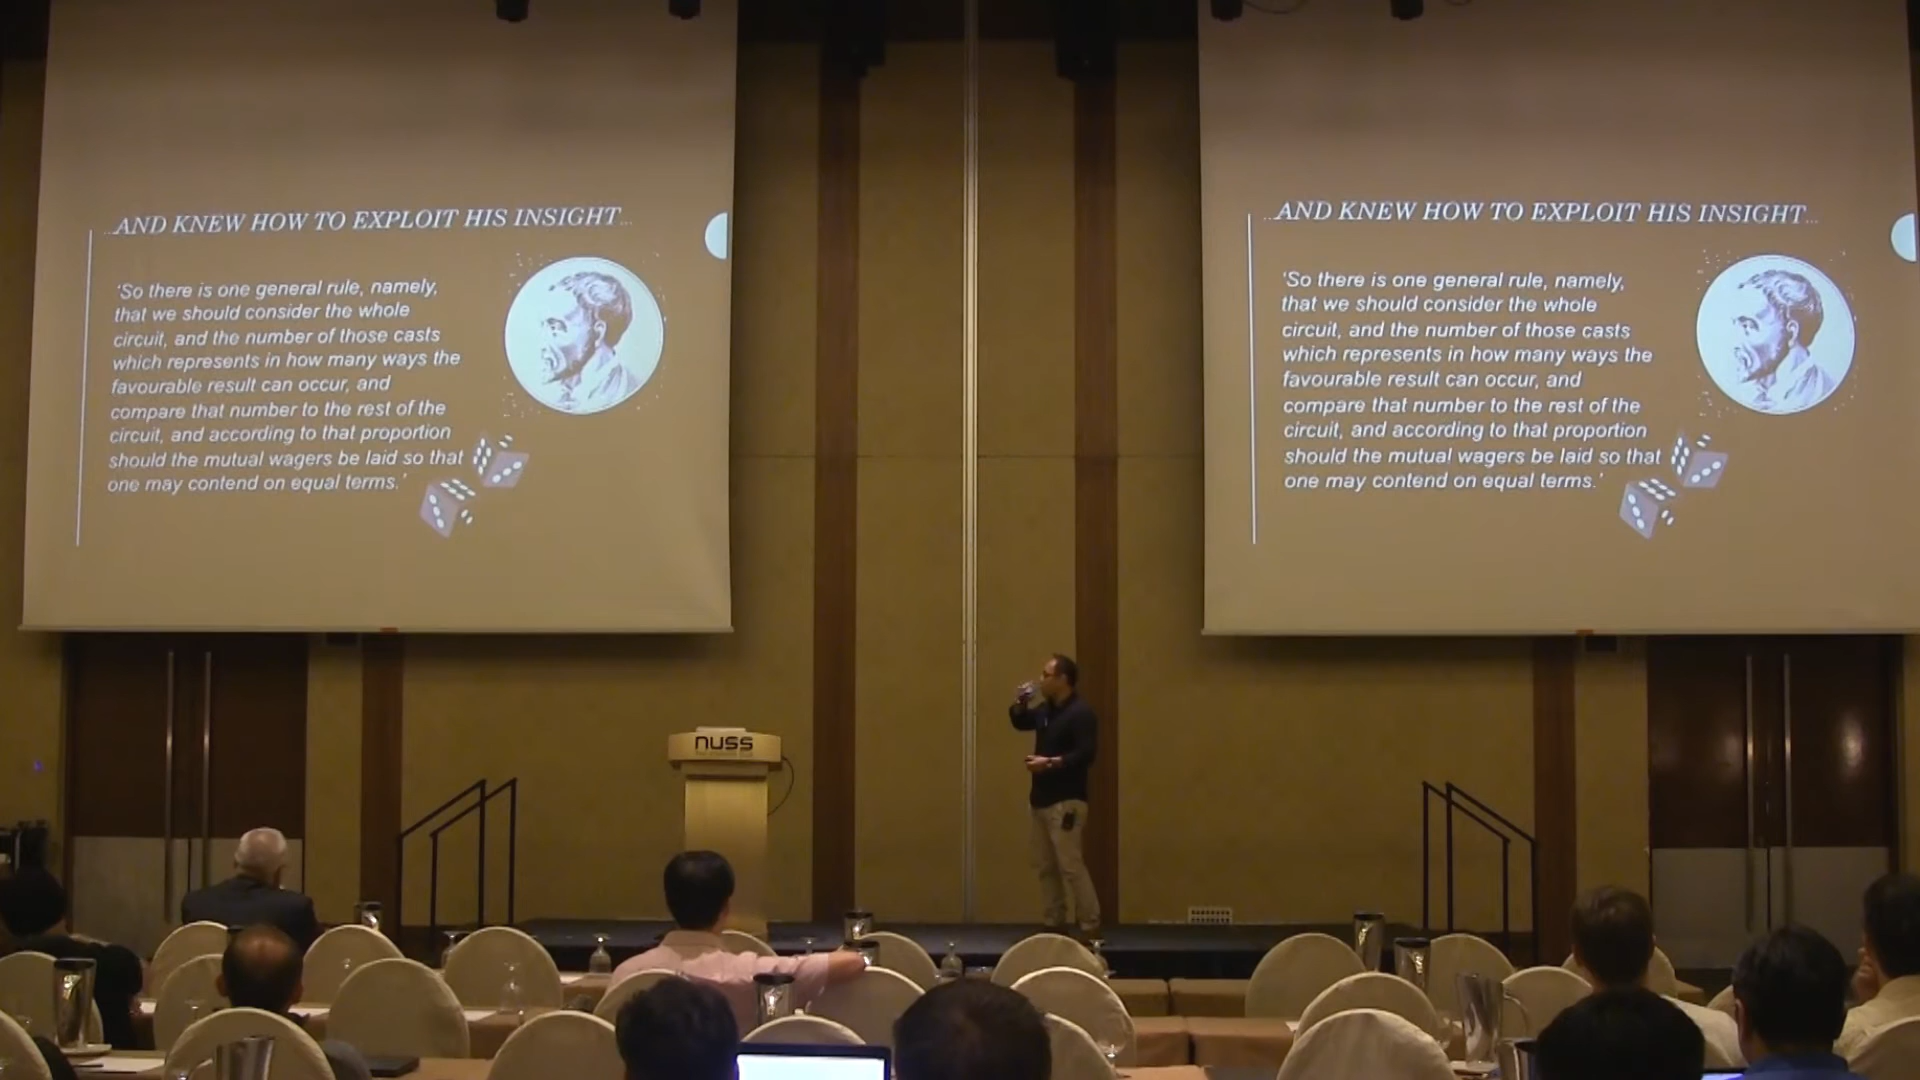 ...AND KNEW HOW TO EXPLOIT HIS INSIGHT...
‘So there is one general rule, namely,
that we should consider the whole
circuit, and the number of those casts
which represents in how many ways the
favourable result can occur, and
compare that number to the rest of the
circuit, and according to that proportion
should the mutual wagers be laid so that
one may contend on equal terms.’
...AND KNEW HOW TO EXPLOIT HIS INSIGHT...
‘So there is one general rule, namely,
that we should consider the whole
circuit, and the number of those casts
which represents in how many ways the
favourable result can occur, and
compare that number to the rest of the
circuit, and according to that proportion
should the mutual wagers be laid so that
one may contend on equal terms.’
nuss